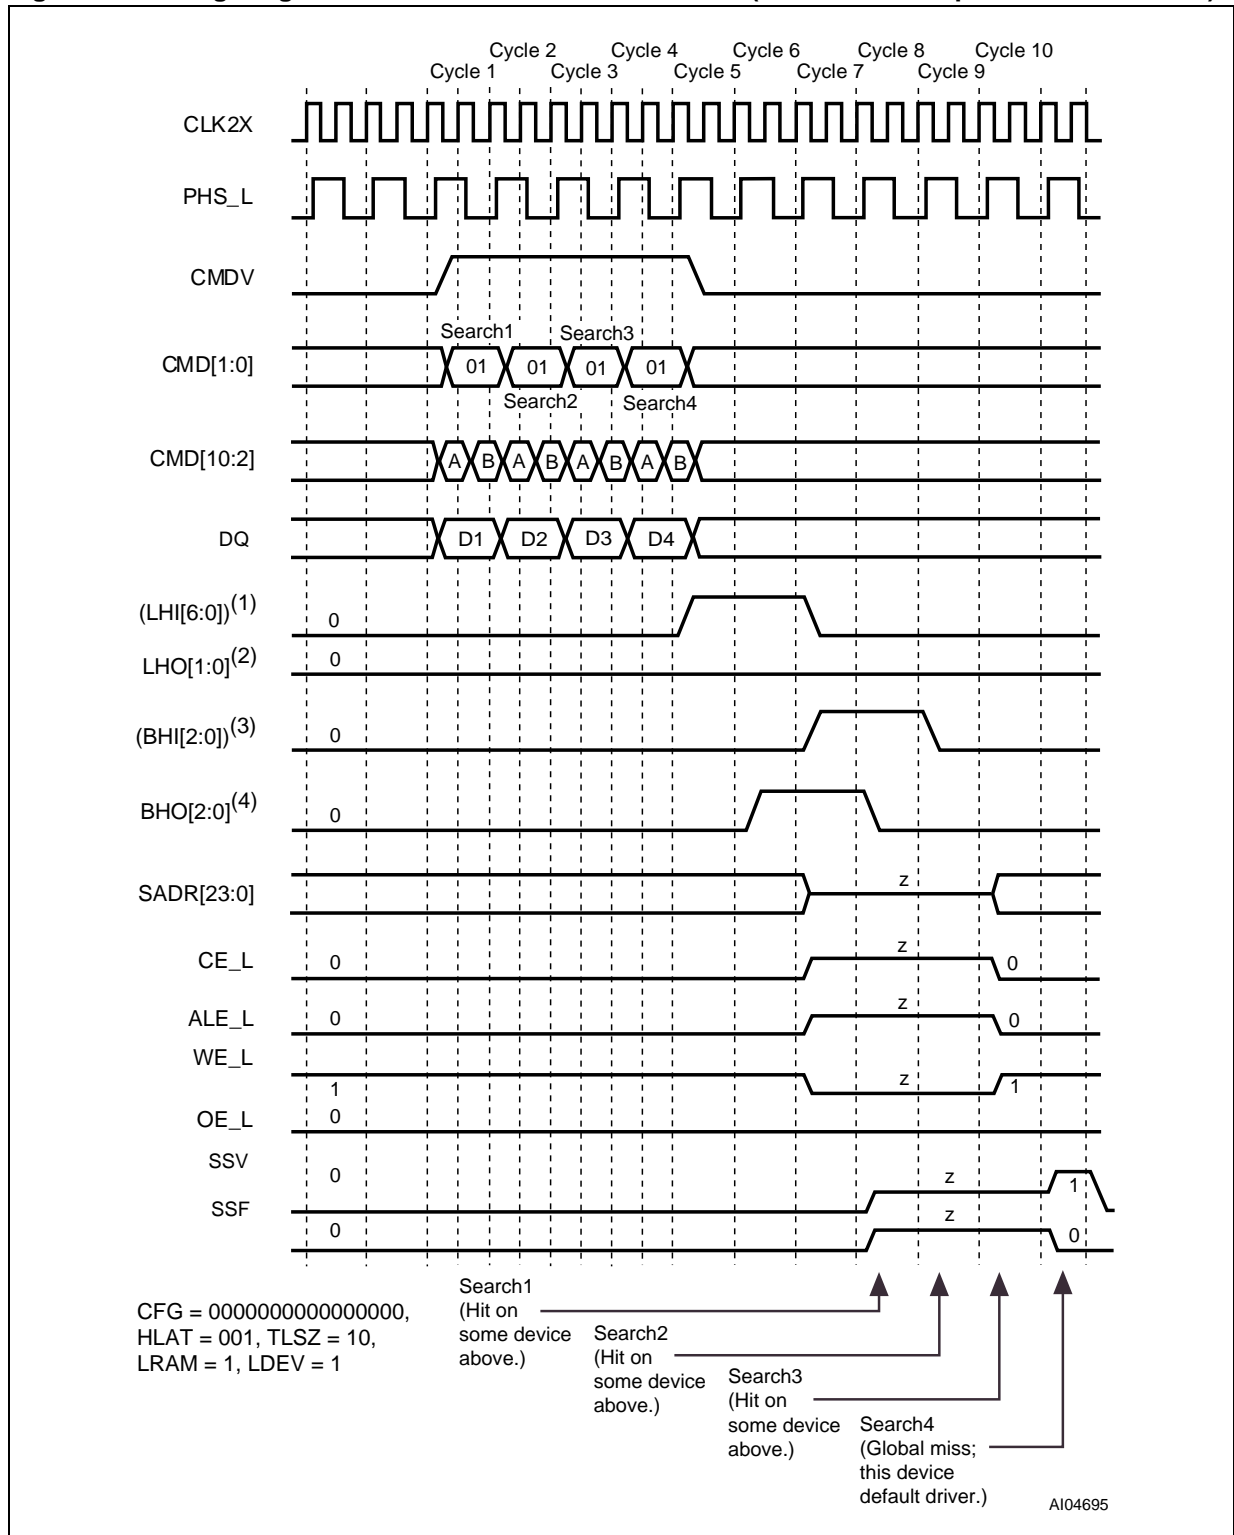 Cycle 2 Cycle 4 Cycle 6 Cycle 8 Cycle 10
Cycle 1 Cycle 3 Cycle 5 Cycle 7 Cycle 9
CLK2X
PHS_L
CMDV
Search1 Search3
CMD[1:0] 01 01 01 01
Search2 Search4
CMD[10:2] A B A B A B A B
DQ D1 D2 D3 D4
(LHI[6:0])(1) 0
LHO[1:0](2) 0
(BHI[2:0])(3) 0
BHO[2:0](4) 0
SADR[23:0] z
CE_L 0 z 0
ALE_L 0 z 0
WE_L 1 z 1
OE_L 0
SSV 0 z 1
SSF 0 z 0
CFG = 0000000000000000,
HLAT = 001, TLSZ = 10,
LRAM = 1, LDEV = 1
Search1
(Hit on
some device
above.)
Search2
(Hit on
some device
above.)
Search3
(Hit on
some device
above.)
Search4
(Global miss;
this device
default driver.)
AI04695